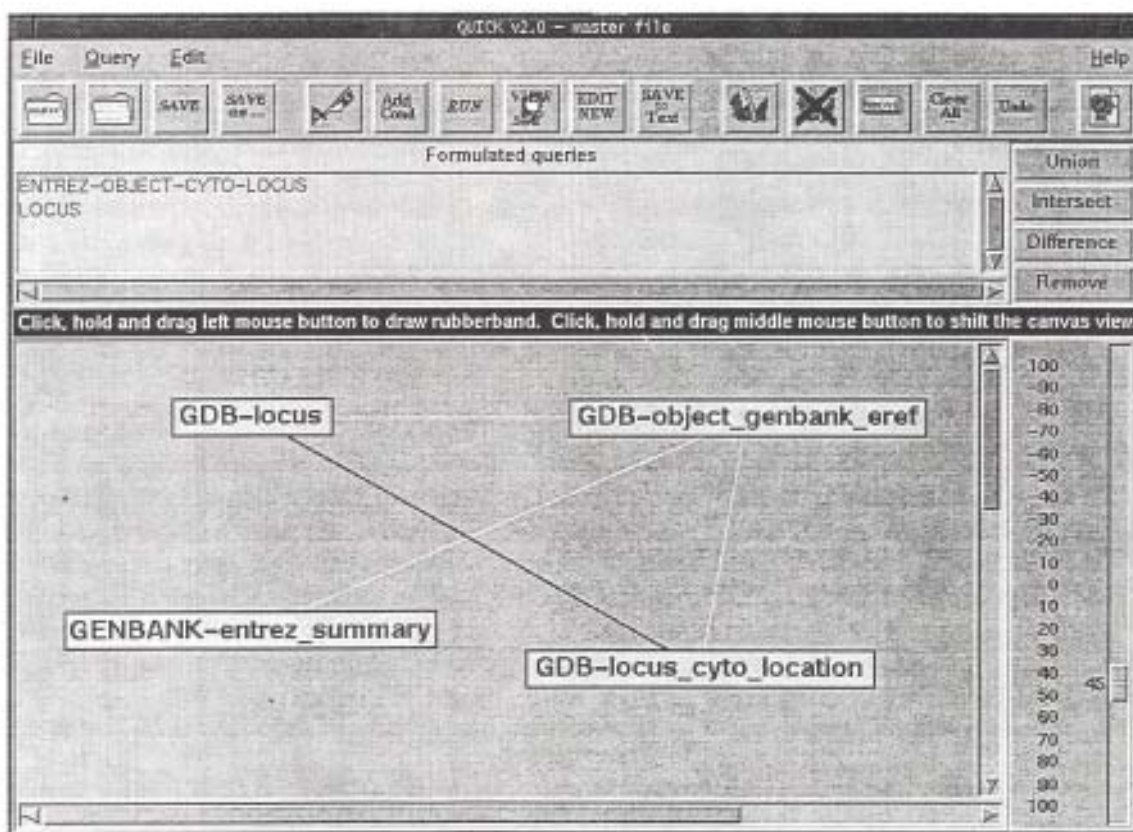 QUICK v2.0 – master file
File Query Edit Help
SAVE
SAVE
Add Cond
RUN
VIEW
EDIT NEW
SAVE to Text
Clear All
Undo
Formulated queries
ENTREZ-OBJECT-CYTO-LOCUS
LOCUS
Union
Intersect
Difference
Remove
Click, hold and drag left mouse button to draw rubberband. Click, hold and drag middle mouse button to shift the canvas view
GDB-locus
GDB-object_genbank_eref
GENBANK-entrez_summary
GDB-locus_cyto_location
-100
-90
-80
-70
-60
-50
-40
-30
-20
-10
0
10
20
30
40
45
50
60
70
80
90
100